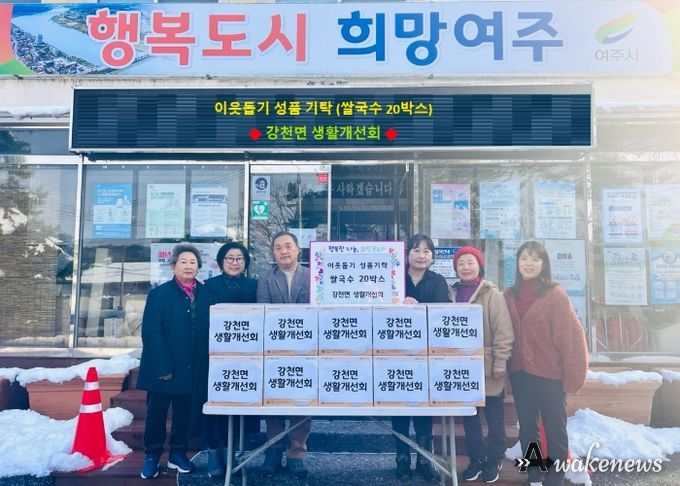 행복도시 희망여주
여주시
이웃돕기 성품 기탁 (쌀국수 20박스)
◆ 강천면 생활개선회 ◆
사하겠습니다
행복한 나눔,
이웃돕기 성품기탁
쌀국수 20박스
강천면 생활개선회
강천면 강천면 강천면 강천면 강천면
생활개선회 생활개선회 생활개선회 생활개선회 생활개선회
강천면 강천면 강천면 강천면 강천면
생활개선회 생활개선회 생활개선회 생활개선회 생활개선회
DNA
Awakenews